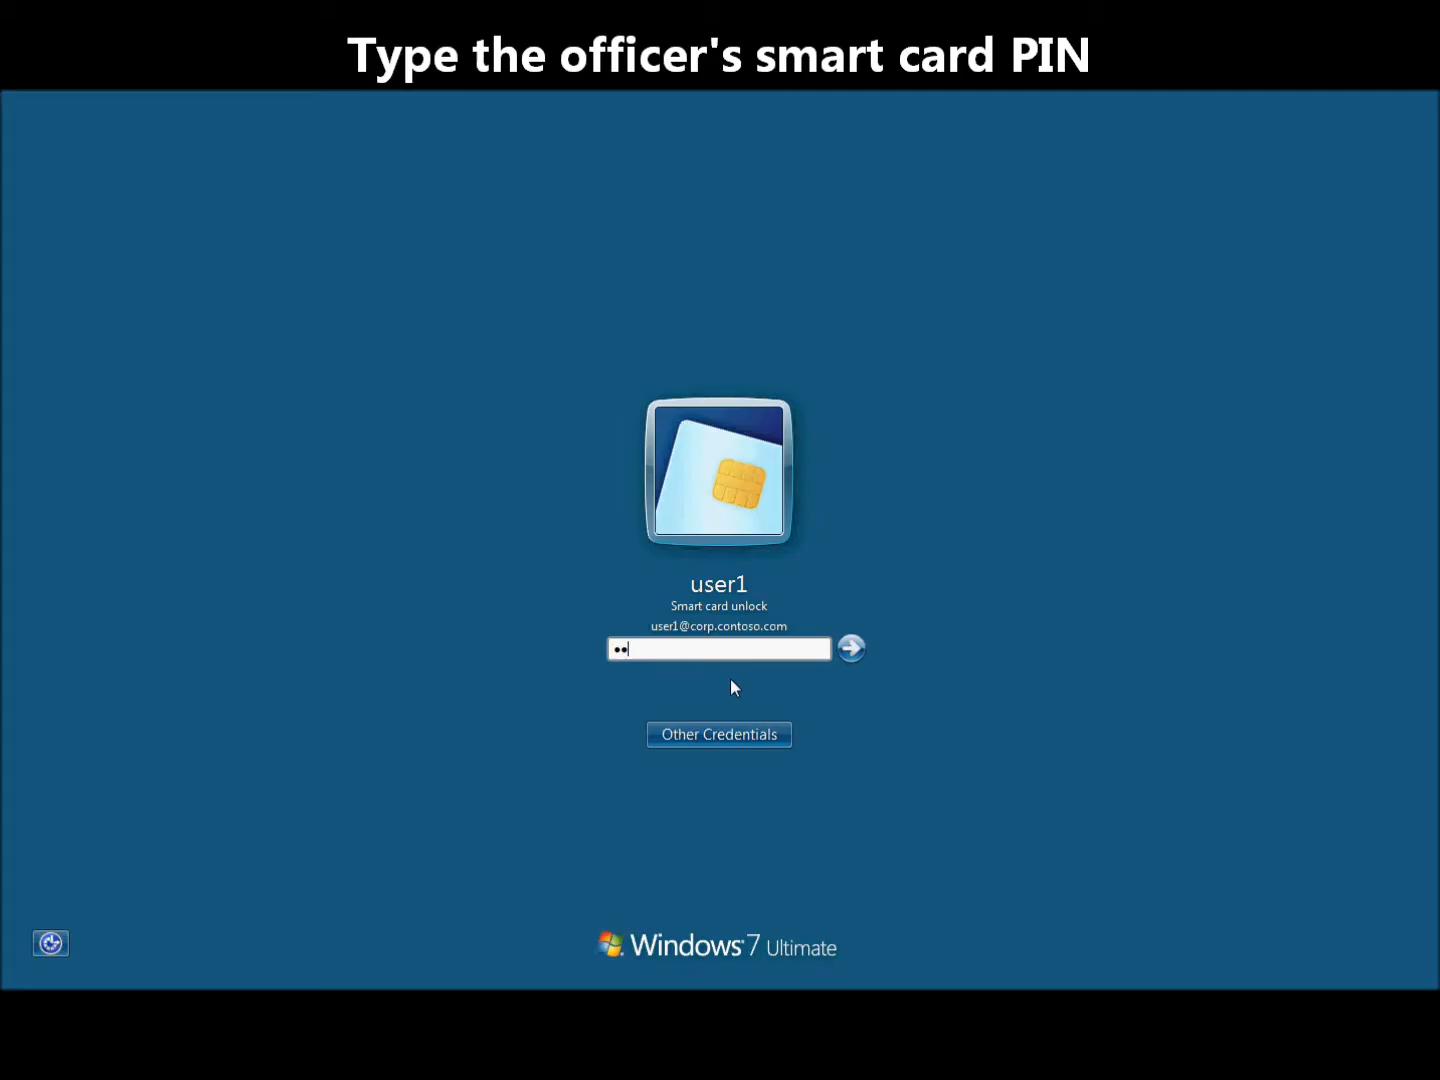 Type the officer's smart card PIN
user1
Smart card unlock
user1@corp.contoso.com
Other Credentials
Windows 7 Ultimate